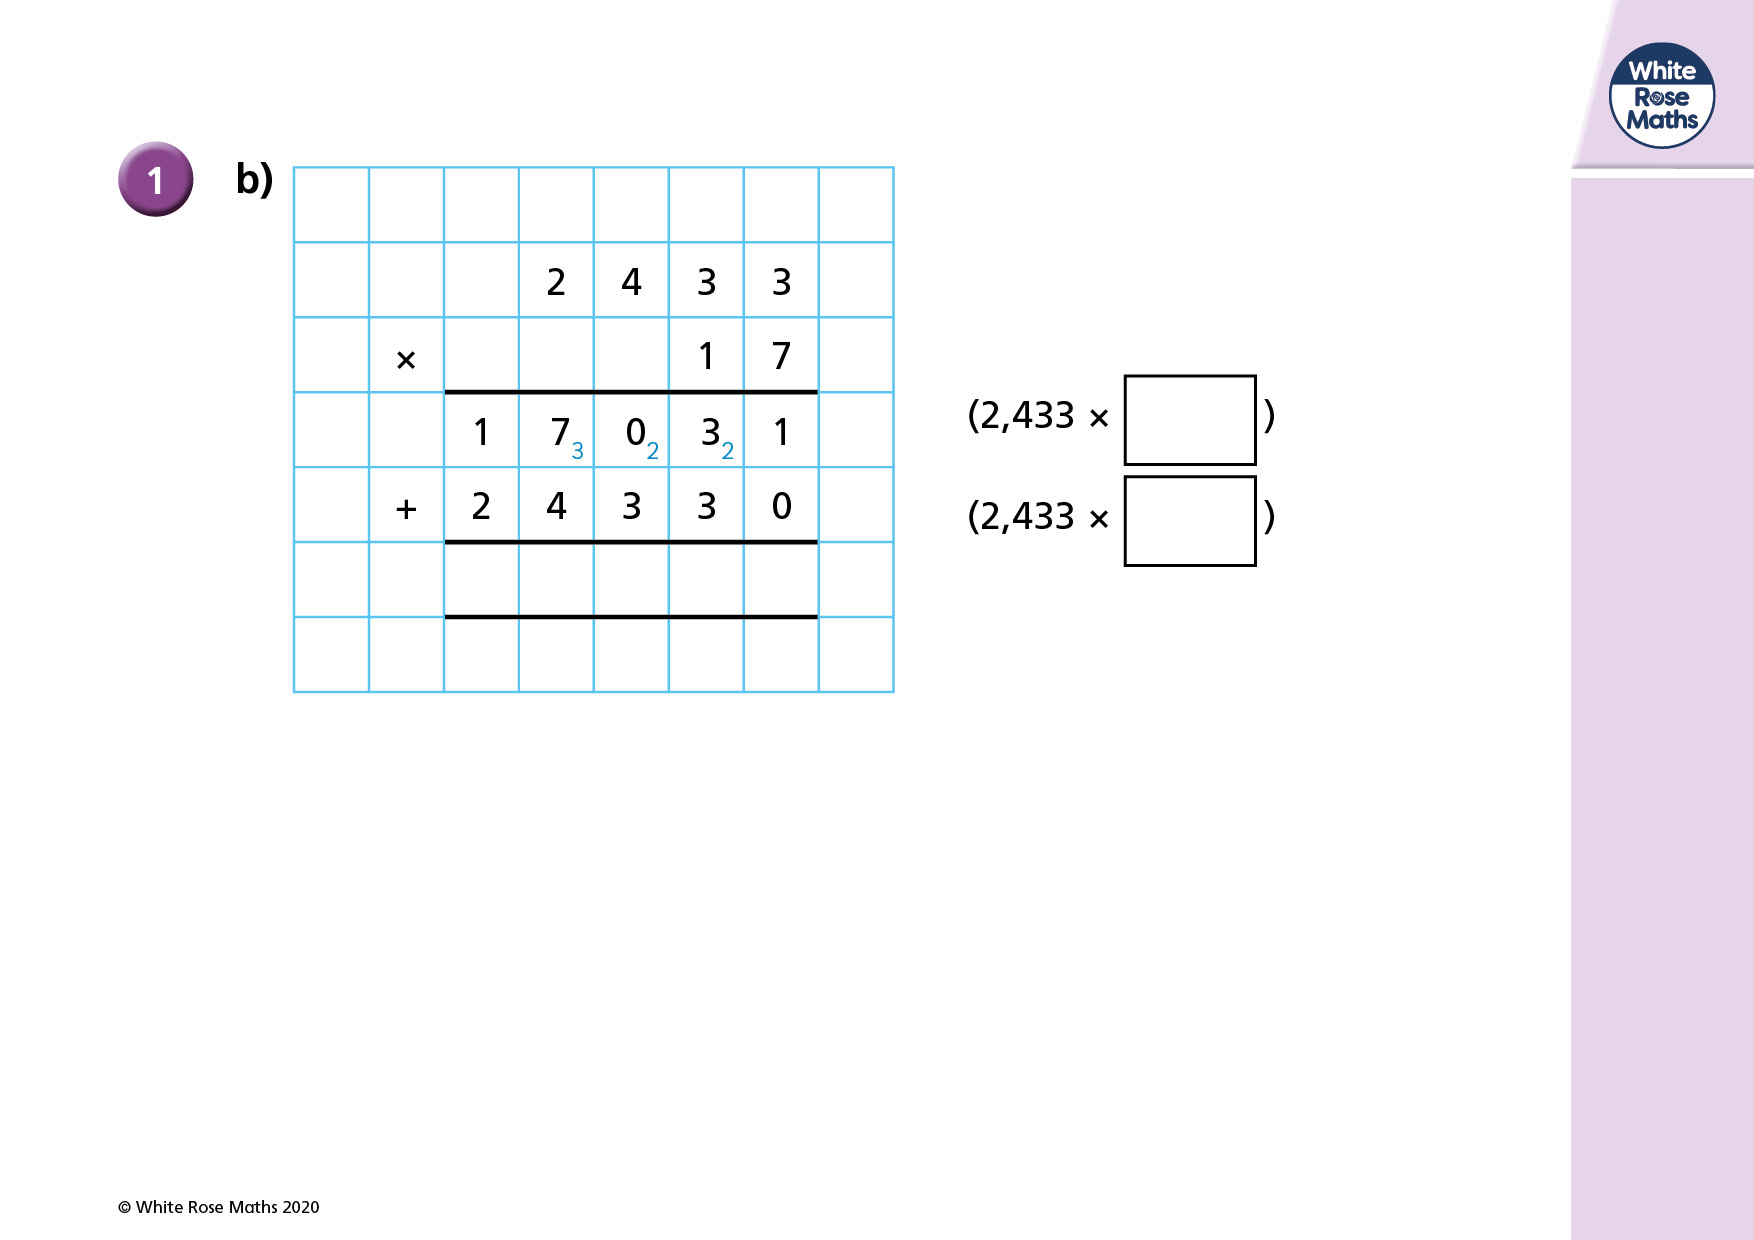 White
Rose
Maths
1 b)
2 4 3 3
× 1 7
1 7 3 0 2 3 2 1 (2,433 × )
+ 2 4 3 3 0 (2,433 × )
© White Rose Maths 2020